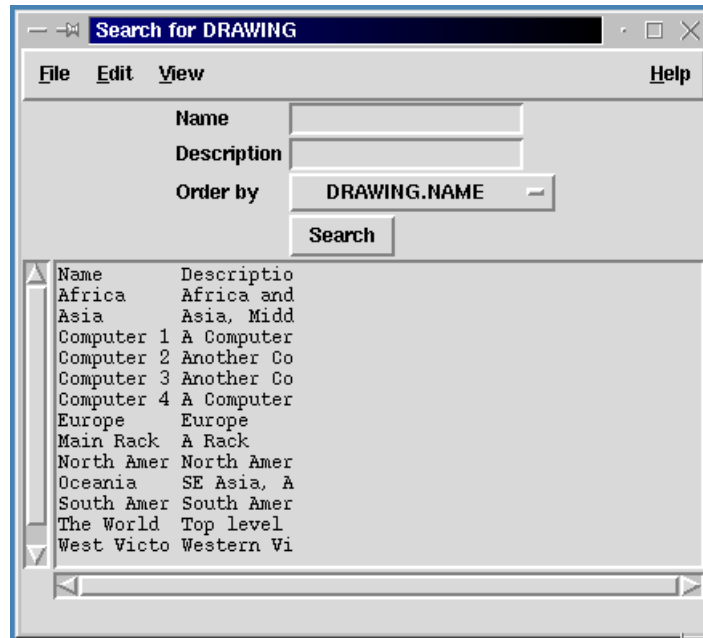 Search for DRAWING
File Edit View Help
Name
Description
Order by DRAWING.NAME
Search
Name Descriptio
Africa Africa and
Asia Asia, Midd
Computer 1 A Computer
Computer 2 Another Co
Computer 3 Another Co
Computer 4 A Computer
Europe Europe
Main Rack A Rack
North Amer North Amer
Oceania SE Asia, A
South Amer South Amer
The World Top level
West Victo Western Vi